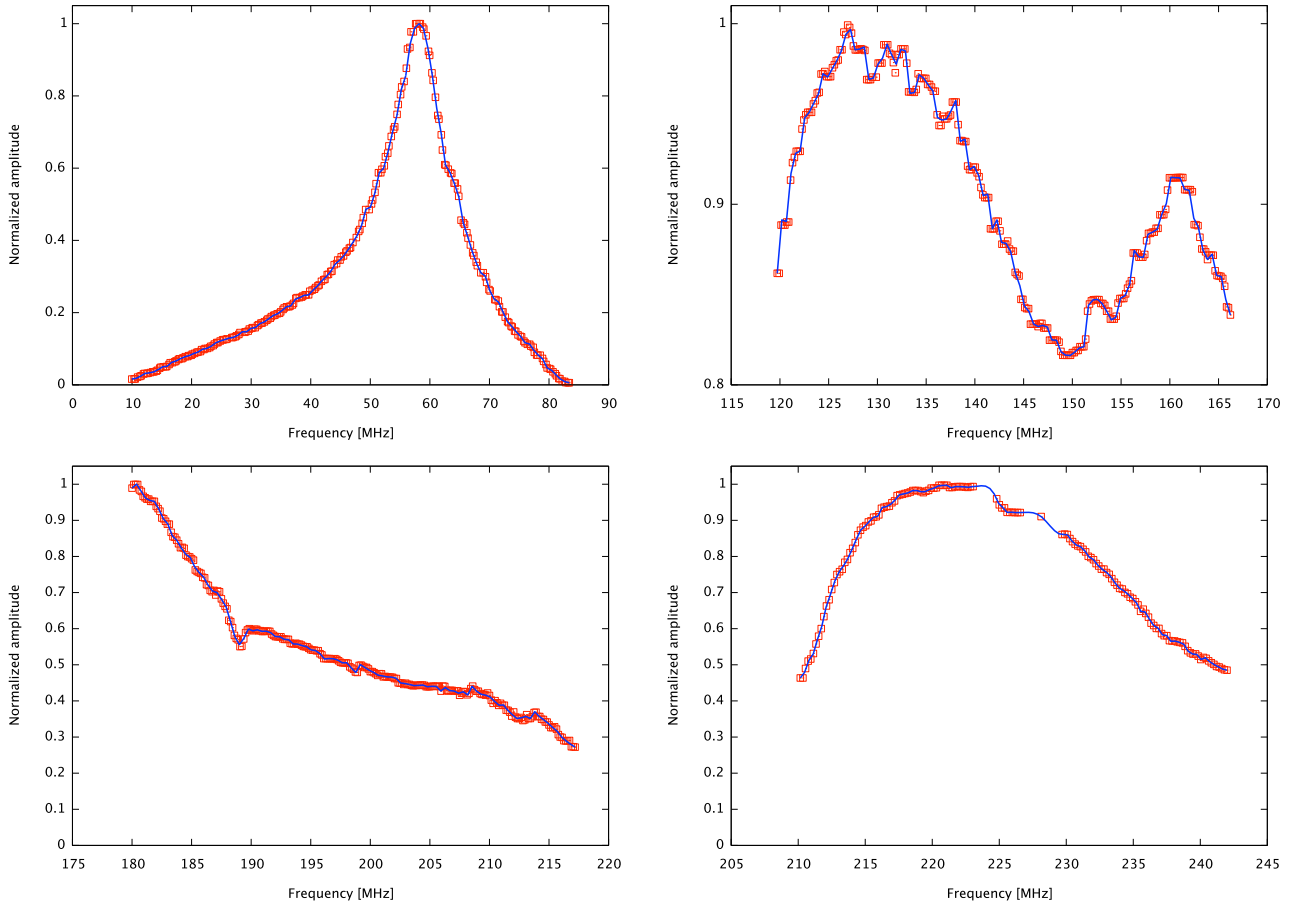 Normalized amplitude
1
0.8
0.6
0.4
0.2
0
0 10 20 30 40 50 60 70 80 90
Frequency [MHz]
Normalized amplitude
1
0.9
0.8
115 120 125 130 135 140 145 150 155 160 165 170
Frequency [MHz]
Normalized amplitude
1
0.9
0.8
0.7
0.6
0.5
0.4
0.3
0.2
0.1
0
175 180 185 190 195 200 205 210 215 220
Frequency [MHz]
Normalized amplitude
1
0.9
0.8
0.7
0.6
0.5
0.4
0.3
0.2
0.1
0
205 210 215 220 225 230 235 240 245
Frequency [MHz]